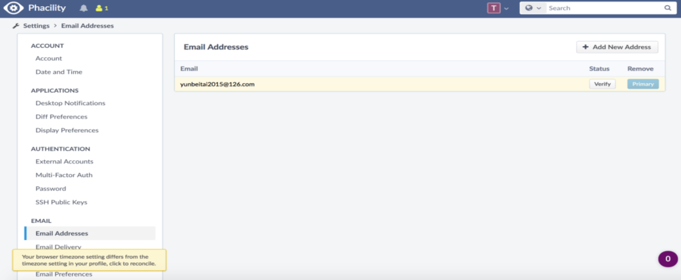 Phacility
1
T
Search
Settings > Email Addresses
ACCOUNT
Account
Date and Time
APPLICATIONS
Desktop Notifications
Diff Preferences
Display Preferences
AUTHENTICATION
External Accounts
Multi-Factor Auth
Password
SSH Public Keys
EMAIL
Email Addresses
Email Delivery
Your browser timezone setting differs from the
timezone setting in your profile, click to reconcile.
Email Preferences
Email Addresses
Add New Address
Email Status Remove
yunbeitai2015@126.com Verify Primary
0